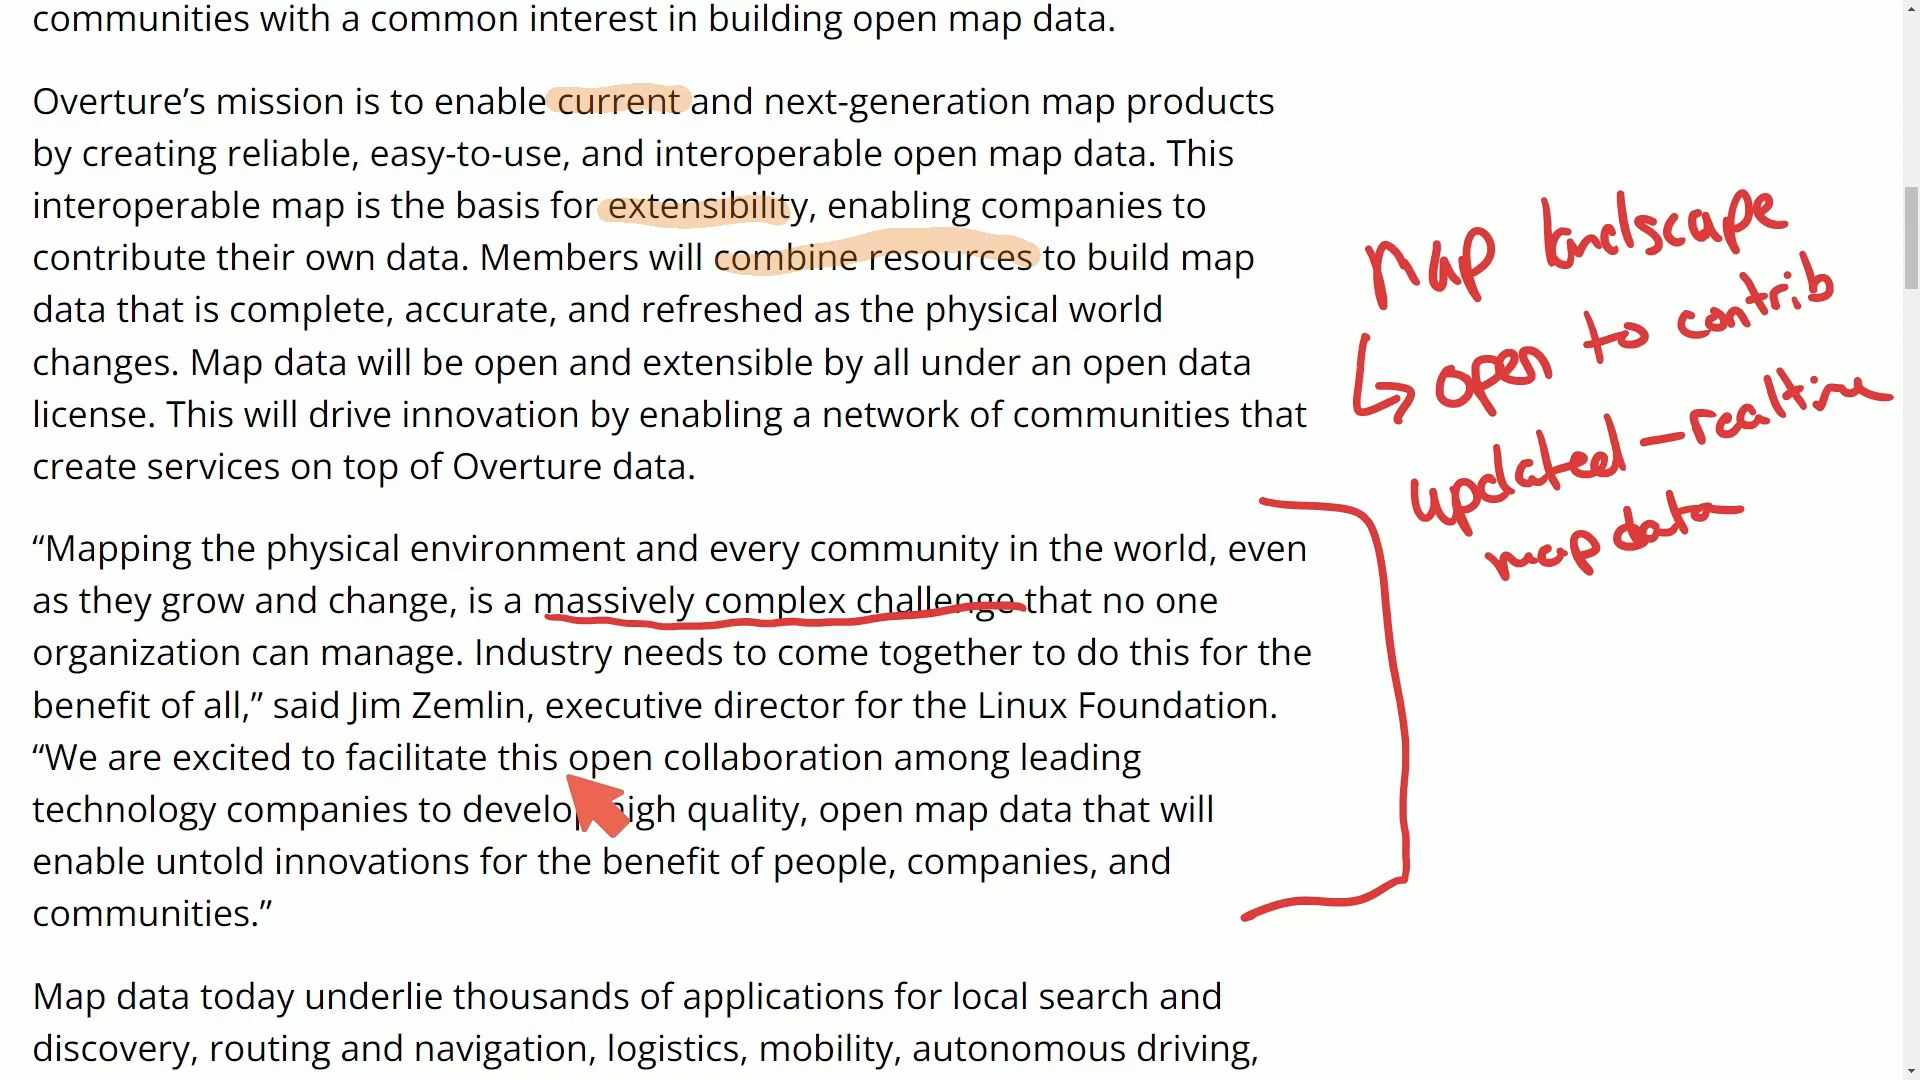 communities with a common interest in building open map data.
Overture’s mission is to enable current and next-generation map products
by creating reliable, easy-to-use, and interoperable open map data. This
interoperable map is the basis for extensibility, enabling companies to
contribute their own data. Members will combine resources to build map
data that is complete, accurate, and refreshed as the physical world
changes. Map data will be open and extensible by all under an open data
license. This will drive innovation by enabling a network of communities that
create services on top of Overture data.
“Mapping the physical environment and every community in the world, even
as they grow and change, is a massively complex challenge that no one
organization can manage. Industry needs to come together to do this for the
benefit of all,” said Jim Zemlin, executive director for the Linux Foundation.
“We are excited to facilitate this open collaboration among leading
technology companies to develop high quality, open map data that will
enable untold innovations for the benefit of people, companies, and
communities.”
Map data today underlie thousands of applications for local search and
discovery, routing and navigation, logistics, mobility, autonomous driving,
Map landscape
open to contrib
updated - realtime
map data